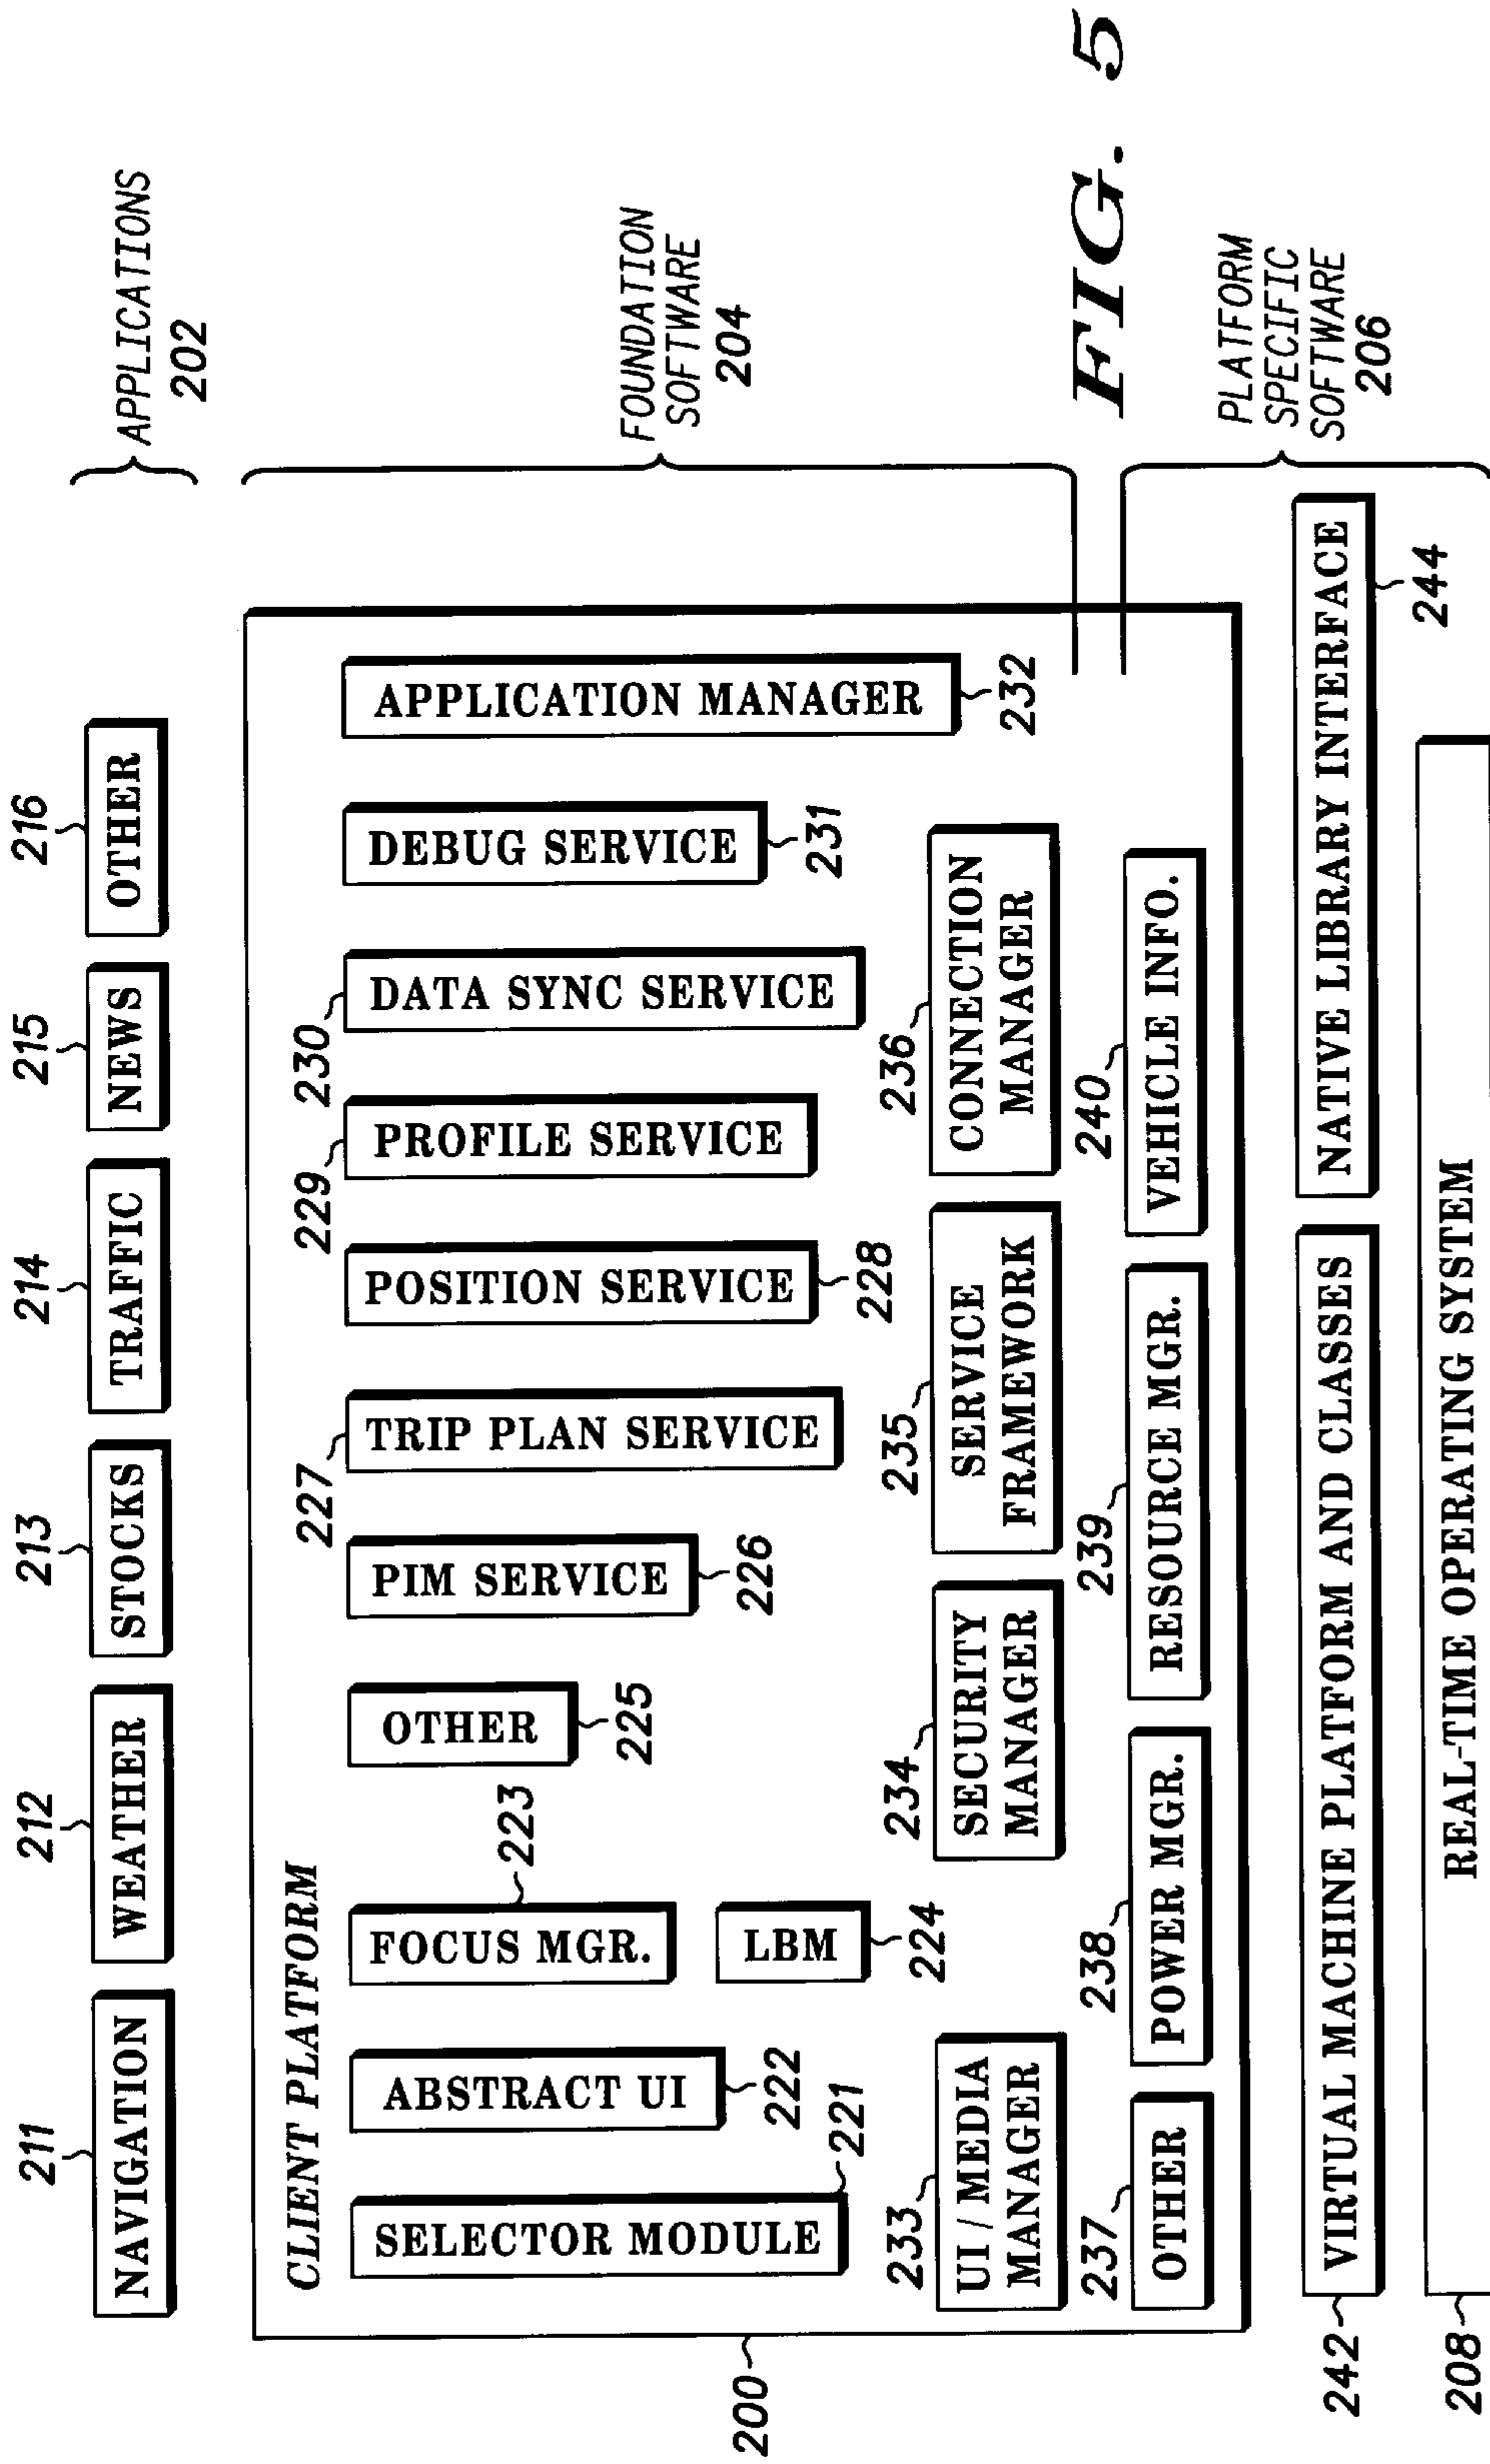 211
212
213
214
215
216
NAVIGATION
WEATHER
STOCKS
TRAFFIC
NEWS
OTHER
APPLICATIONS
202
CLIENT PLATFORM
200
SELECTOR MODULE
221
ABSTRACT UI
222
FOCUS MGR.
223
LBM
224
OTHER
225
PIM SERVICE
226
227
TRIP PLAN SERVICE
POSITION SERVICE
228
229
PROFILE SERVICE
230
DATA SYNC SERVICE
DEBUG SERVICE
231
APPLICATION MANAGER
232
FOUNDATION
SOFTWARE
204
233
UI / MEDIA
MANAGER
234
SECURITY
MANAGER
235
SERVICE
FRAMEWORK
236
CONNECTION
MANAGER
237
OTHER
238
POWER MGR.
239
RESOURCE MGR.
240
VEHICLE INFO.
FIG. 5
PLATFORM
SPECIFIC
SOFTWARE
206
242
VIRTUAL MACHINE PLATFORM AND CLASSES
NATIVE LIBRARY INTERFACE
244
208
REAL-TIME OPERATING SYSTEM